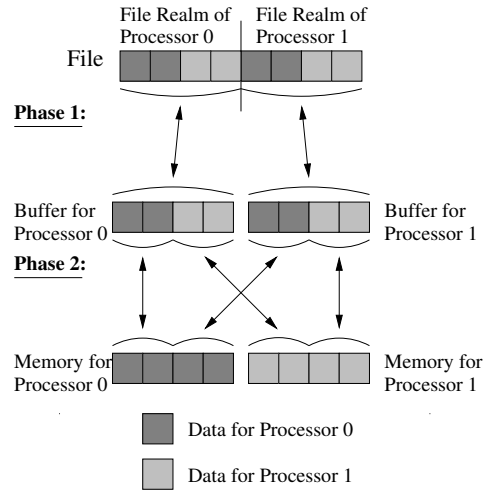 File Realm of
Processor 0
File Realm of
Processor 1
File
Phase 1:
Buffer for
Processor 0
Buffer for
Processor 1
Phase 2:
Memory for
Processor 0
Memory for
Processor 1
Data for Processor 0
Data for Processor 1